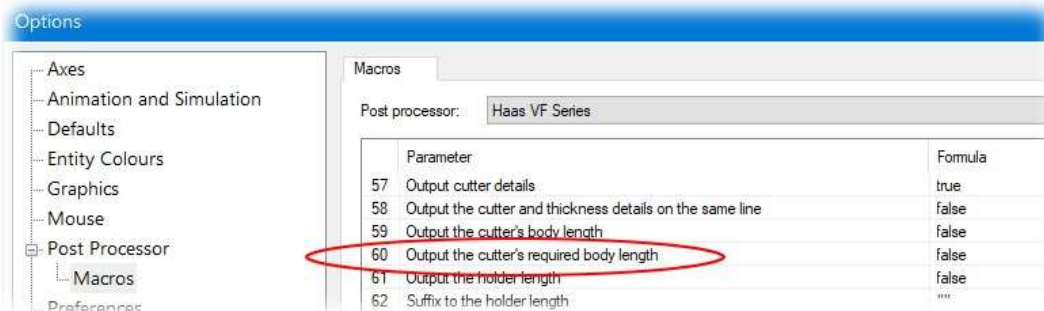 Options
Axes
Animation and Simulation
Defaults
Entity Colours
Graphics
Mouse
Post Processor
Macros
Preferences
Macros
Post processor: Haas VF Series
Parameter Formula
57 Output cutter details true
58 Output the cutter and thickness details on the same line false
59 Output the cutter's body length false
60 Output the cutter's required body length false
61 Output the holder length false
62 Suffix to the holder length ""